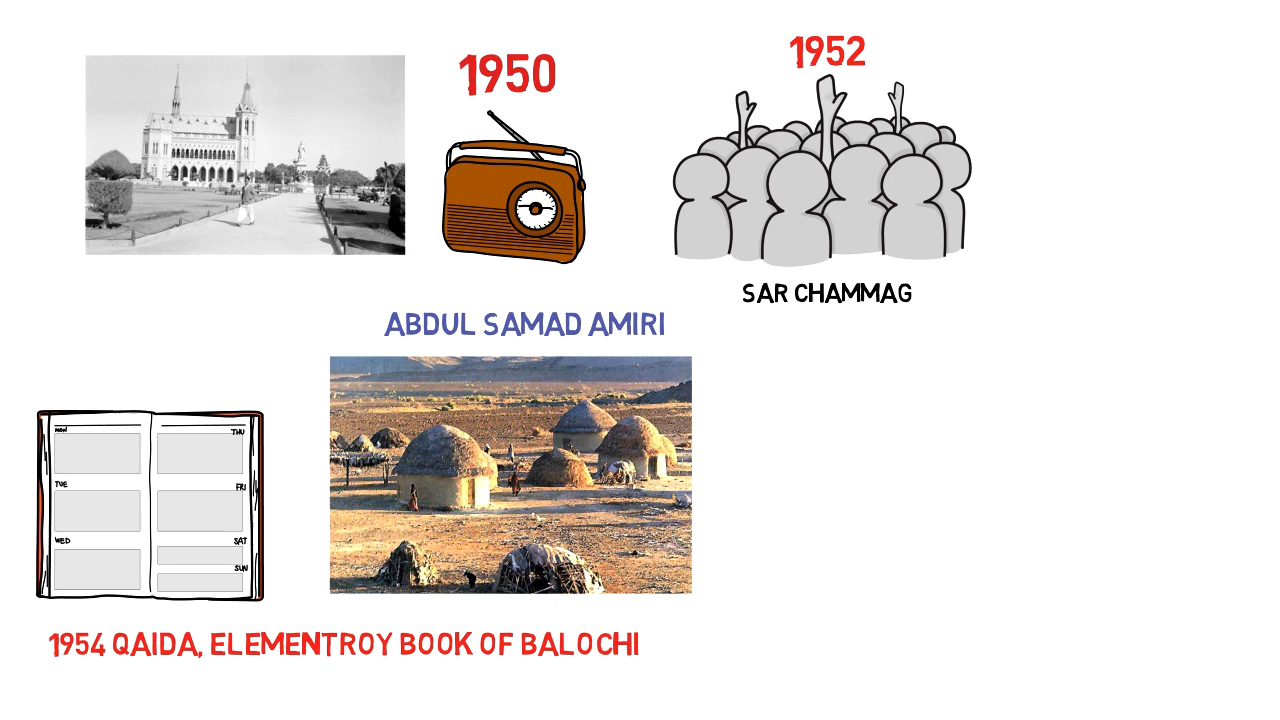 1950
1952
SAR CHAMMAG
ABDUL SAMAD AMIRI
MON
THU
TUE
FRI
WED
SAT
SUN
1954 QAIDA, ELEMENTROY BOOK OF BALOCHI